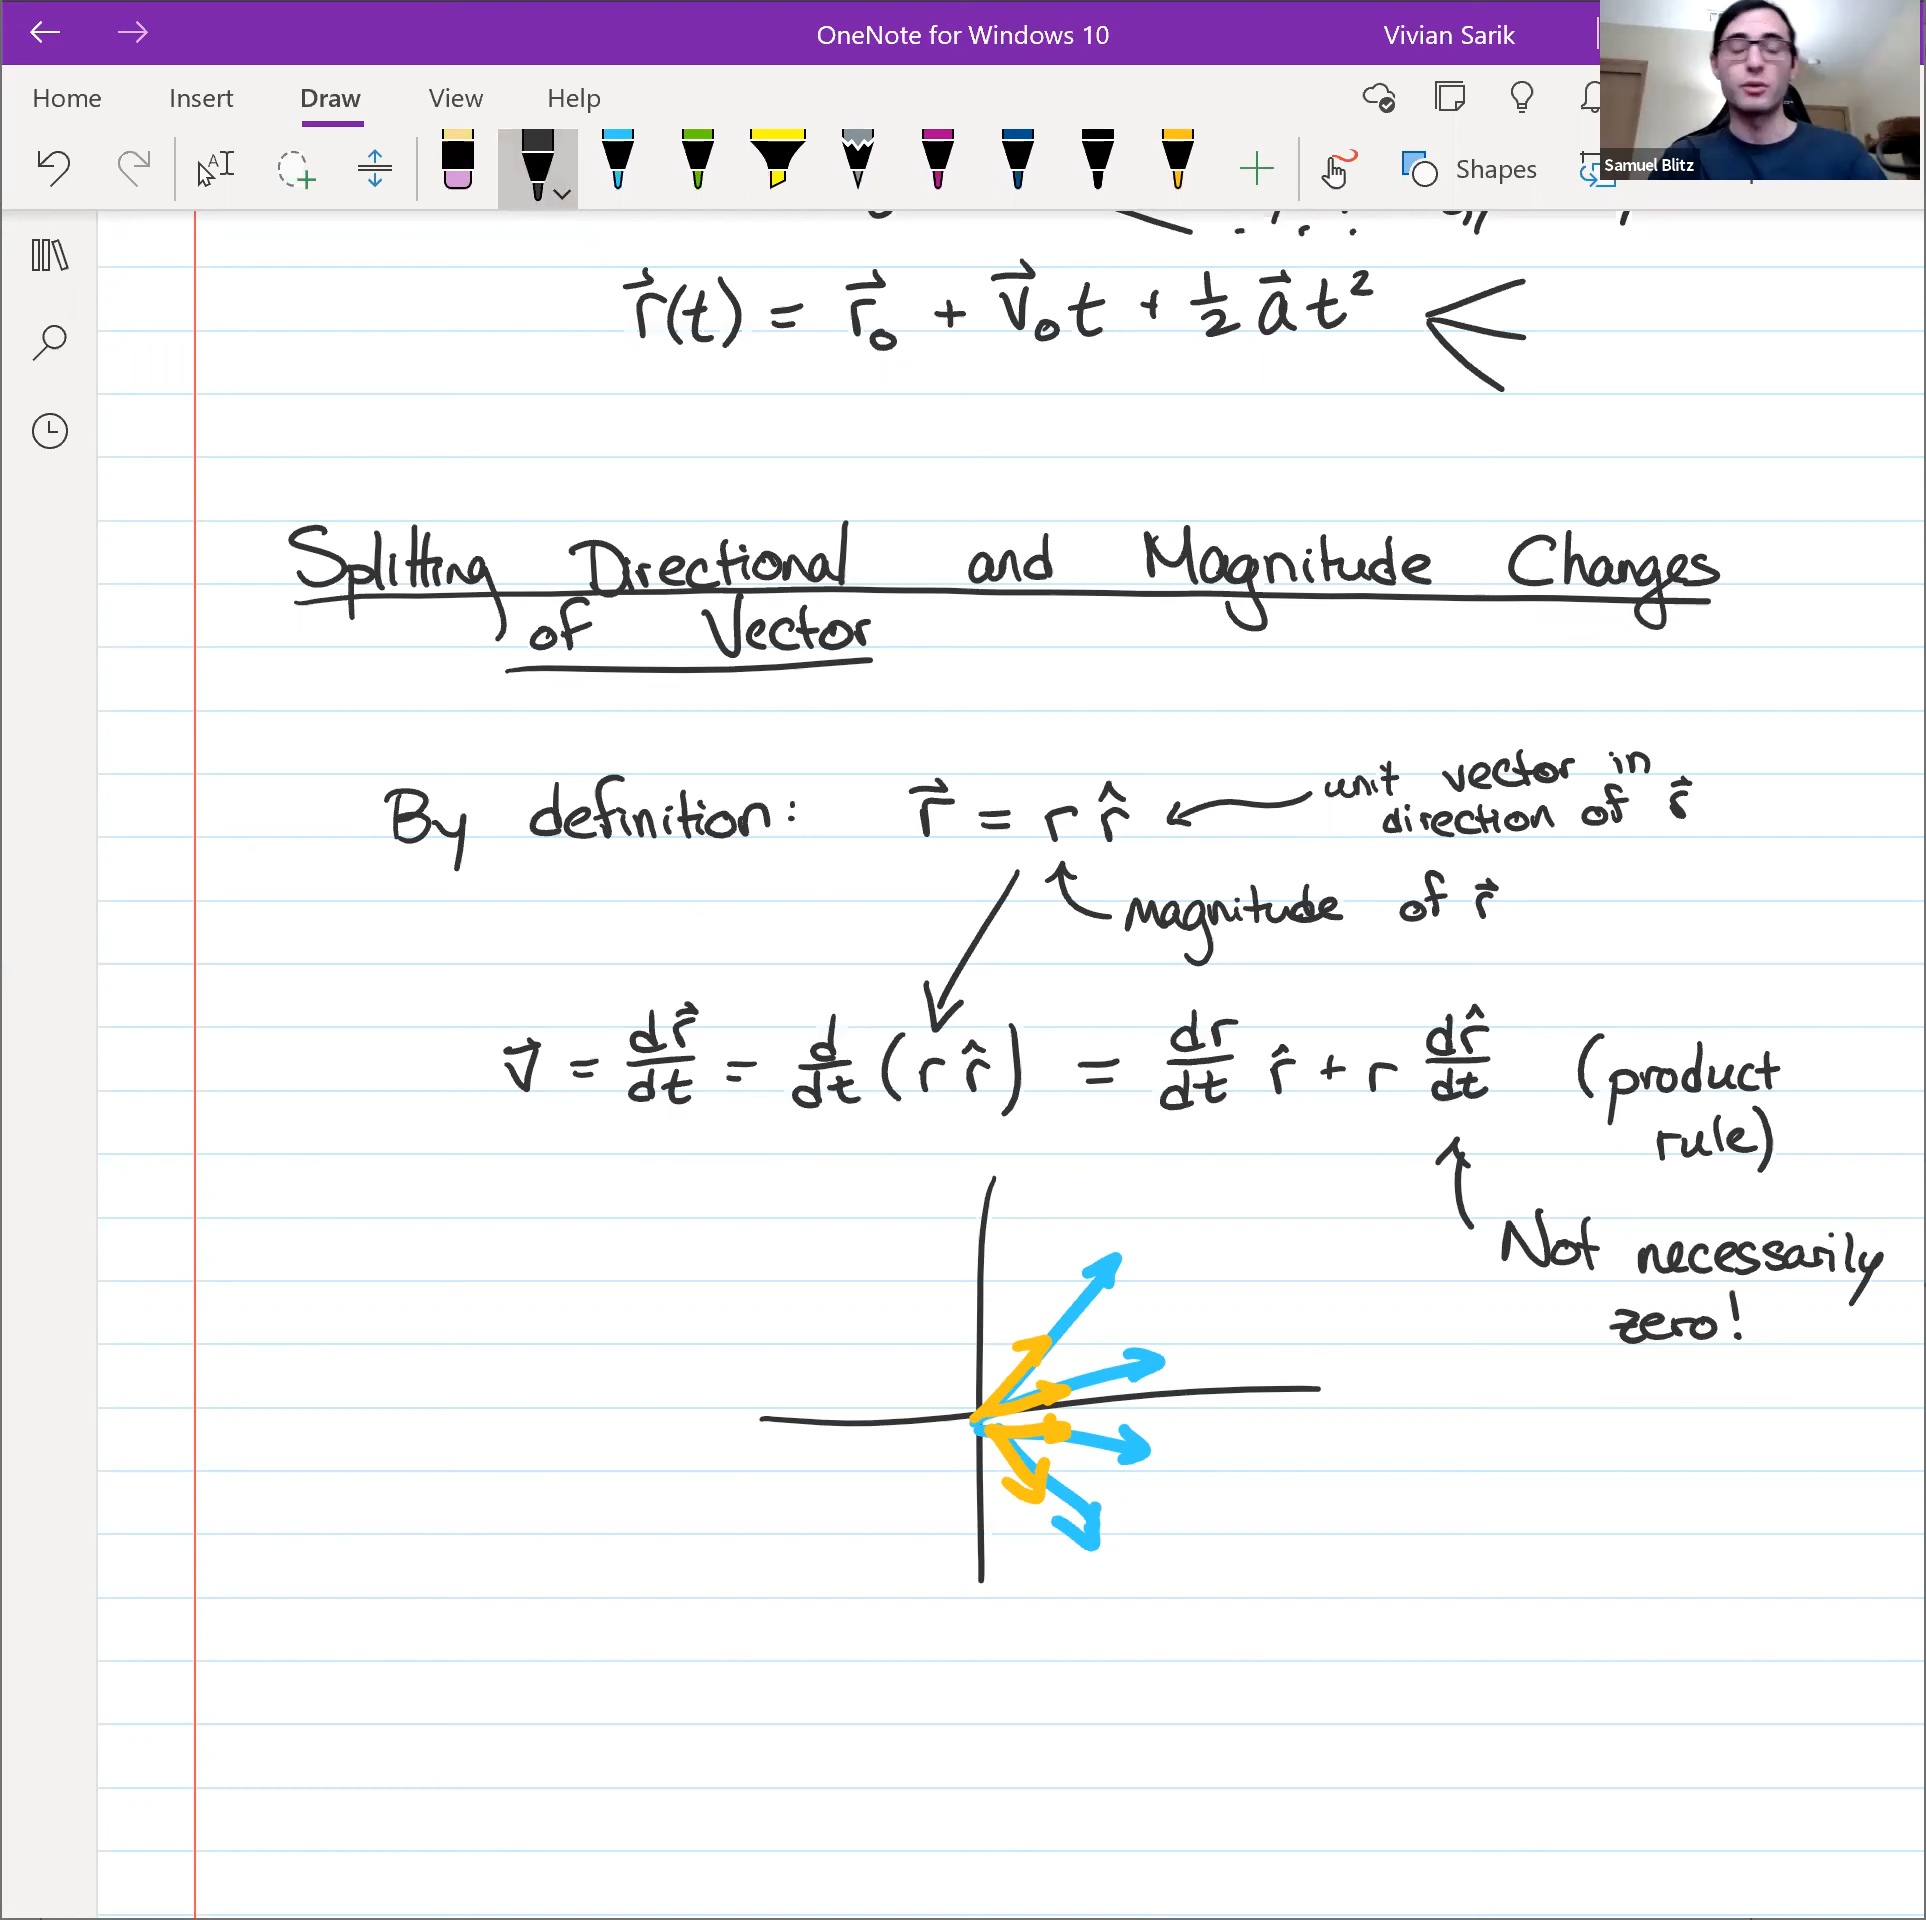 OneNote for Windows 10 Vivian Sarik
Home Insert Draw View Help
Shapes
Samuel Blitz
r⃗(t) = r⃗₀ + v⃗₀t + ½ a⃗ t²
Splitting Directional and Magnitude Changes
of Vector
By definition: r⃗ = r r̂
unit vector in
direction of r⃗
magnitude of r⃗
v⃗ = dr⃗/dt = d/dt (r r̂) = dr/dt r̂ + r dr̂/dt (product
rule)
Not necessarily
zero!